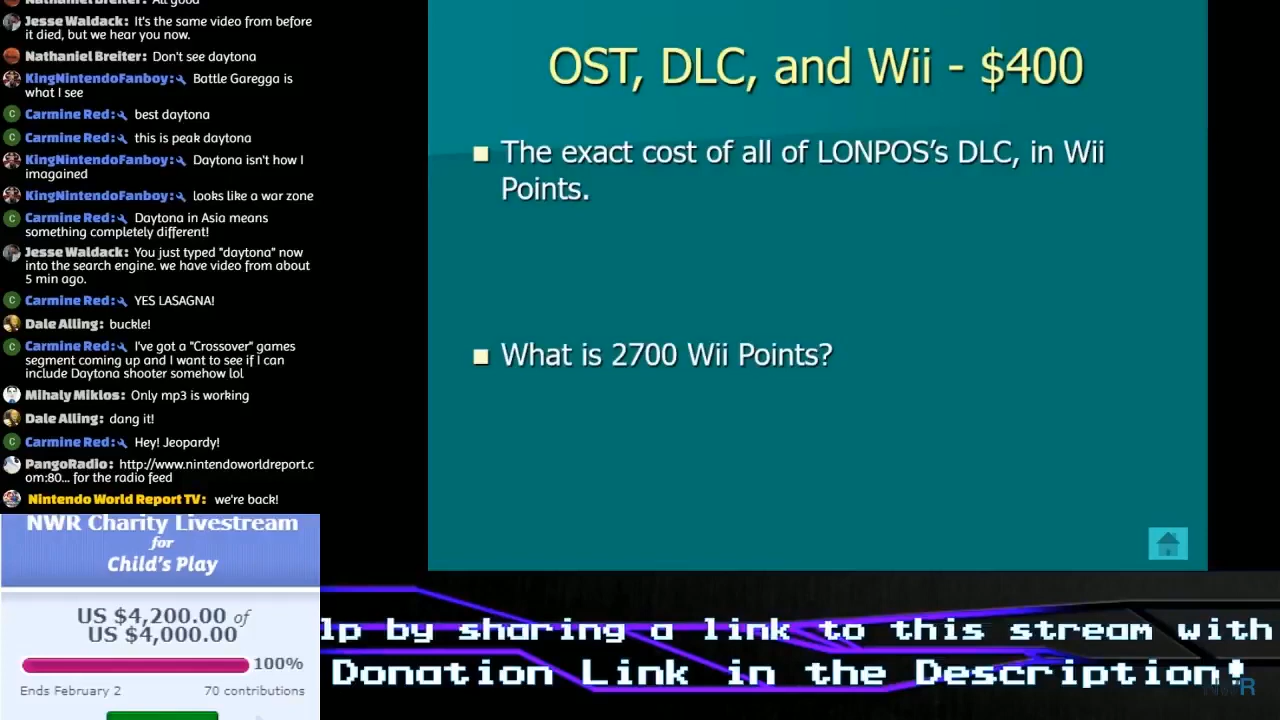 Nathaniel Breiter: All good
Jesse Waldack: It's the same video from before
it died, but we hear you now.
Nathaniel Breiter: Don't see daytona
KingNintendoFanboy: Battle Garegga is
what I see
C Carmine Red: best daytona
C Carmine Red: this is peak daytona
KingNintendoFanboy: Daytona isn't how I
imagained
KingNintendoFanboy: looks like a war zone
C Carmine Red: Daytona in Asia means
something completely different!
Jesse Waldack: You just typed "daytona" now
into the search engine. we have video from about
5 min ago.
C Carmine Red: YES LASAGNA!
Dale Alling: buckle!
C Carmine Red: I've got a "Crossover" games
segment coming up and I want to see if I can
include Daytona shooter somehow lol
Mihaly Miklos: Only mp3 is working
Dale Alling: dang it!
C Carmine Red: Hey! Jeopardy!
PangoRadio: http://www.nintendoworldreport.c
om:80... for the radio feed
Nintendo World Report TV: we're back!
NWR Charity Livestream
for
Child's Play
US $4,200.00 of
US $4,000.00
100%
Ends February 2 70 contributions
OST, DLC, and Wii - $400
The exact cost of all of LONPOS's DLC, in Wii
Points.
What is 2700 Wii Points?
lp by sharing a link to this stream with
Donation Link in the Description!
NWR